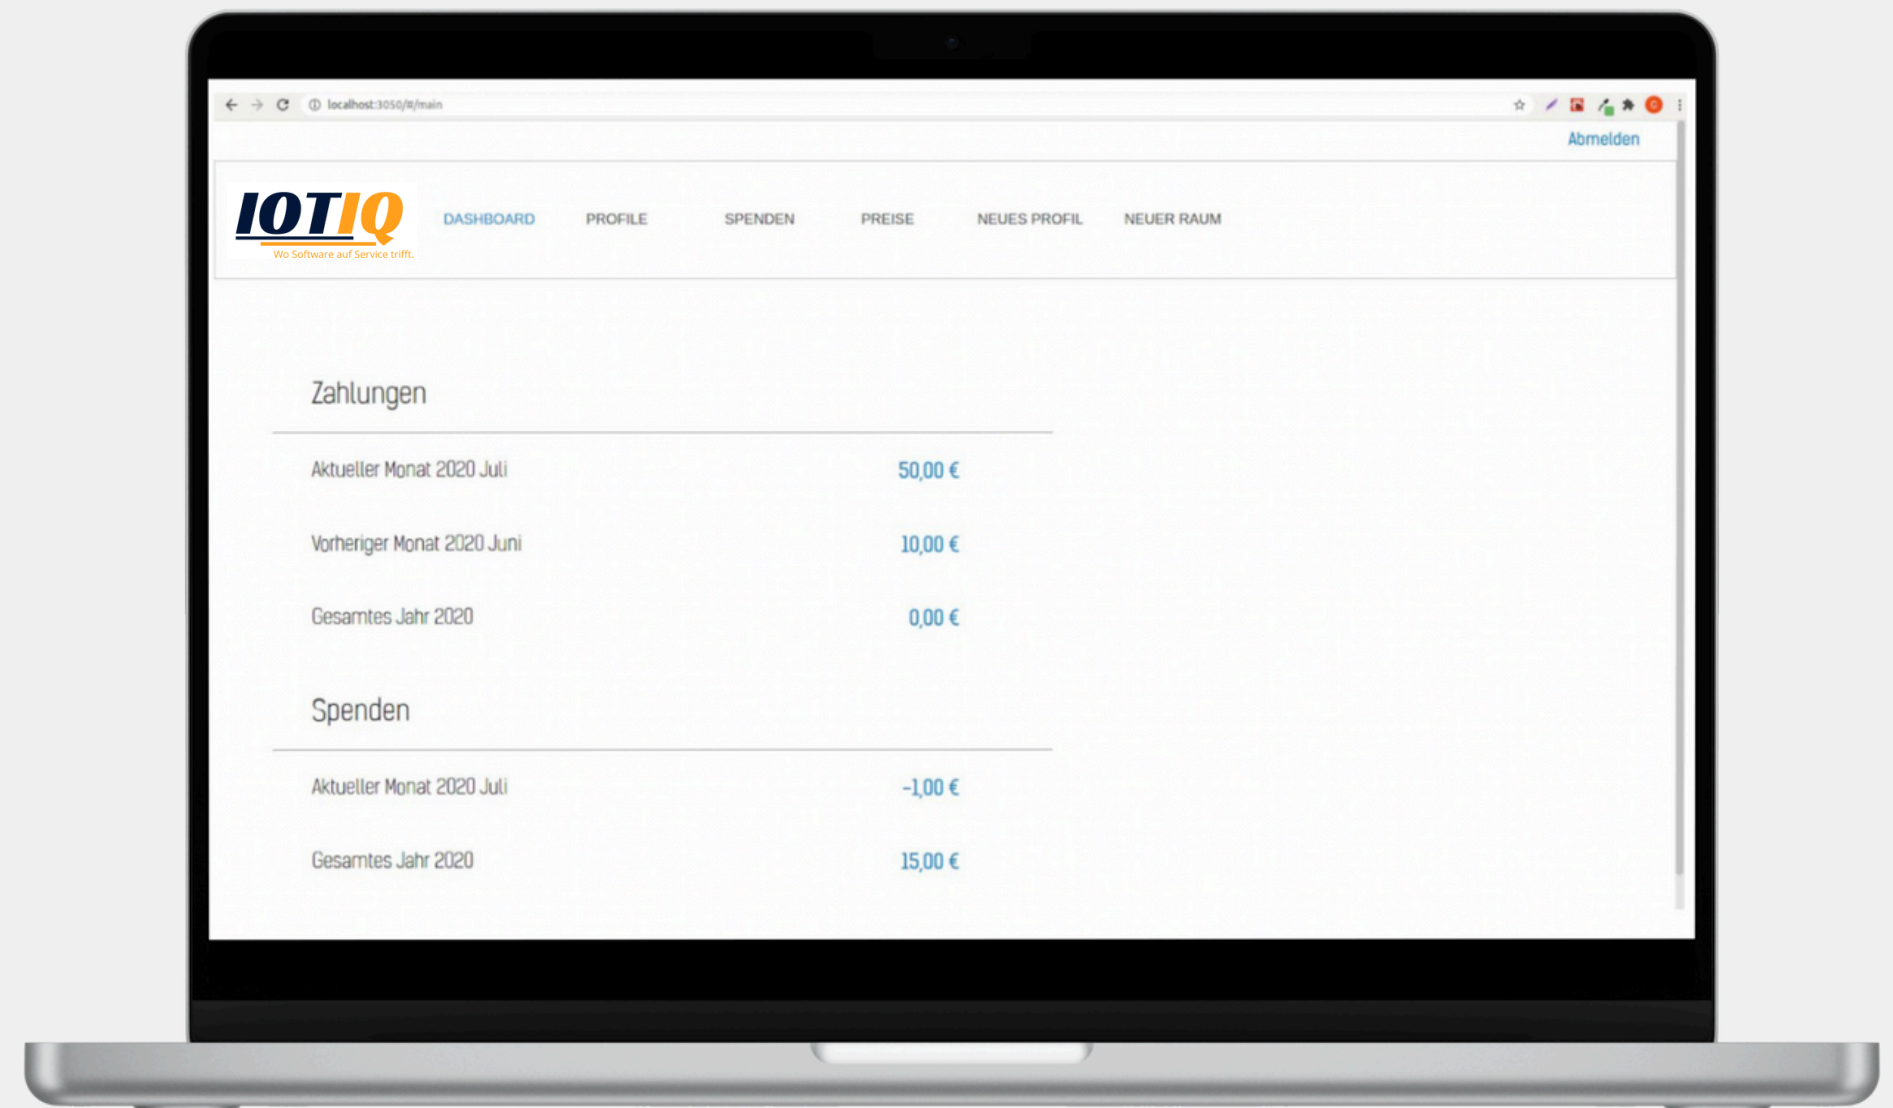 localhost:3050/#/main
Abmelden
IOTIQ
Wo Software auf Service trifft.
DASHBOARD PROFILE SPENDEN PREISE NEUES PROFIL NEUER RAUM
Zahlungen
Aktueller Monat 2020 Juli 50,00 €
Vorheriger Monat 2020 Juni 10,00 €
Gesamtes Jahr 2020 0,00 €
Spenden
Aktueller Monat 2020 Juli -1,00 €
Gesamtes Jahr 2020 15,00 €